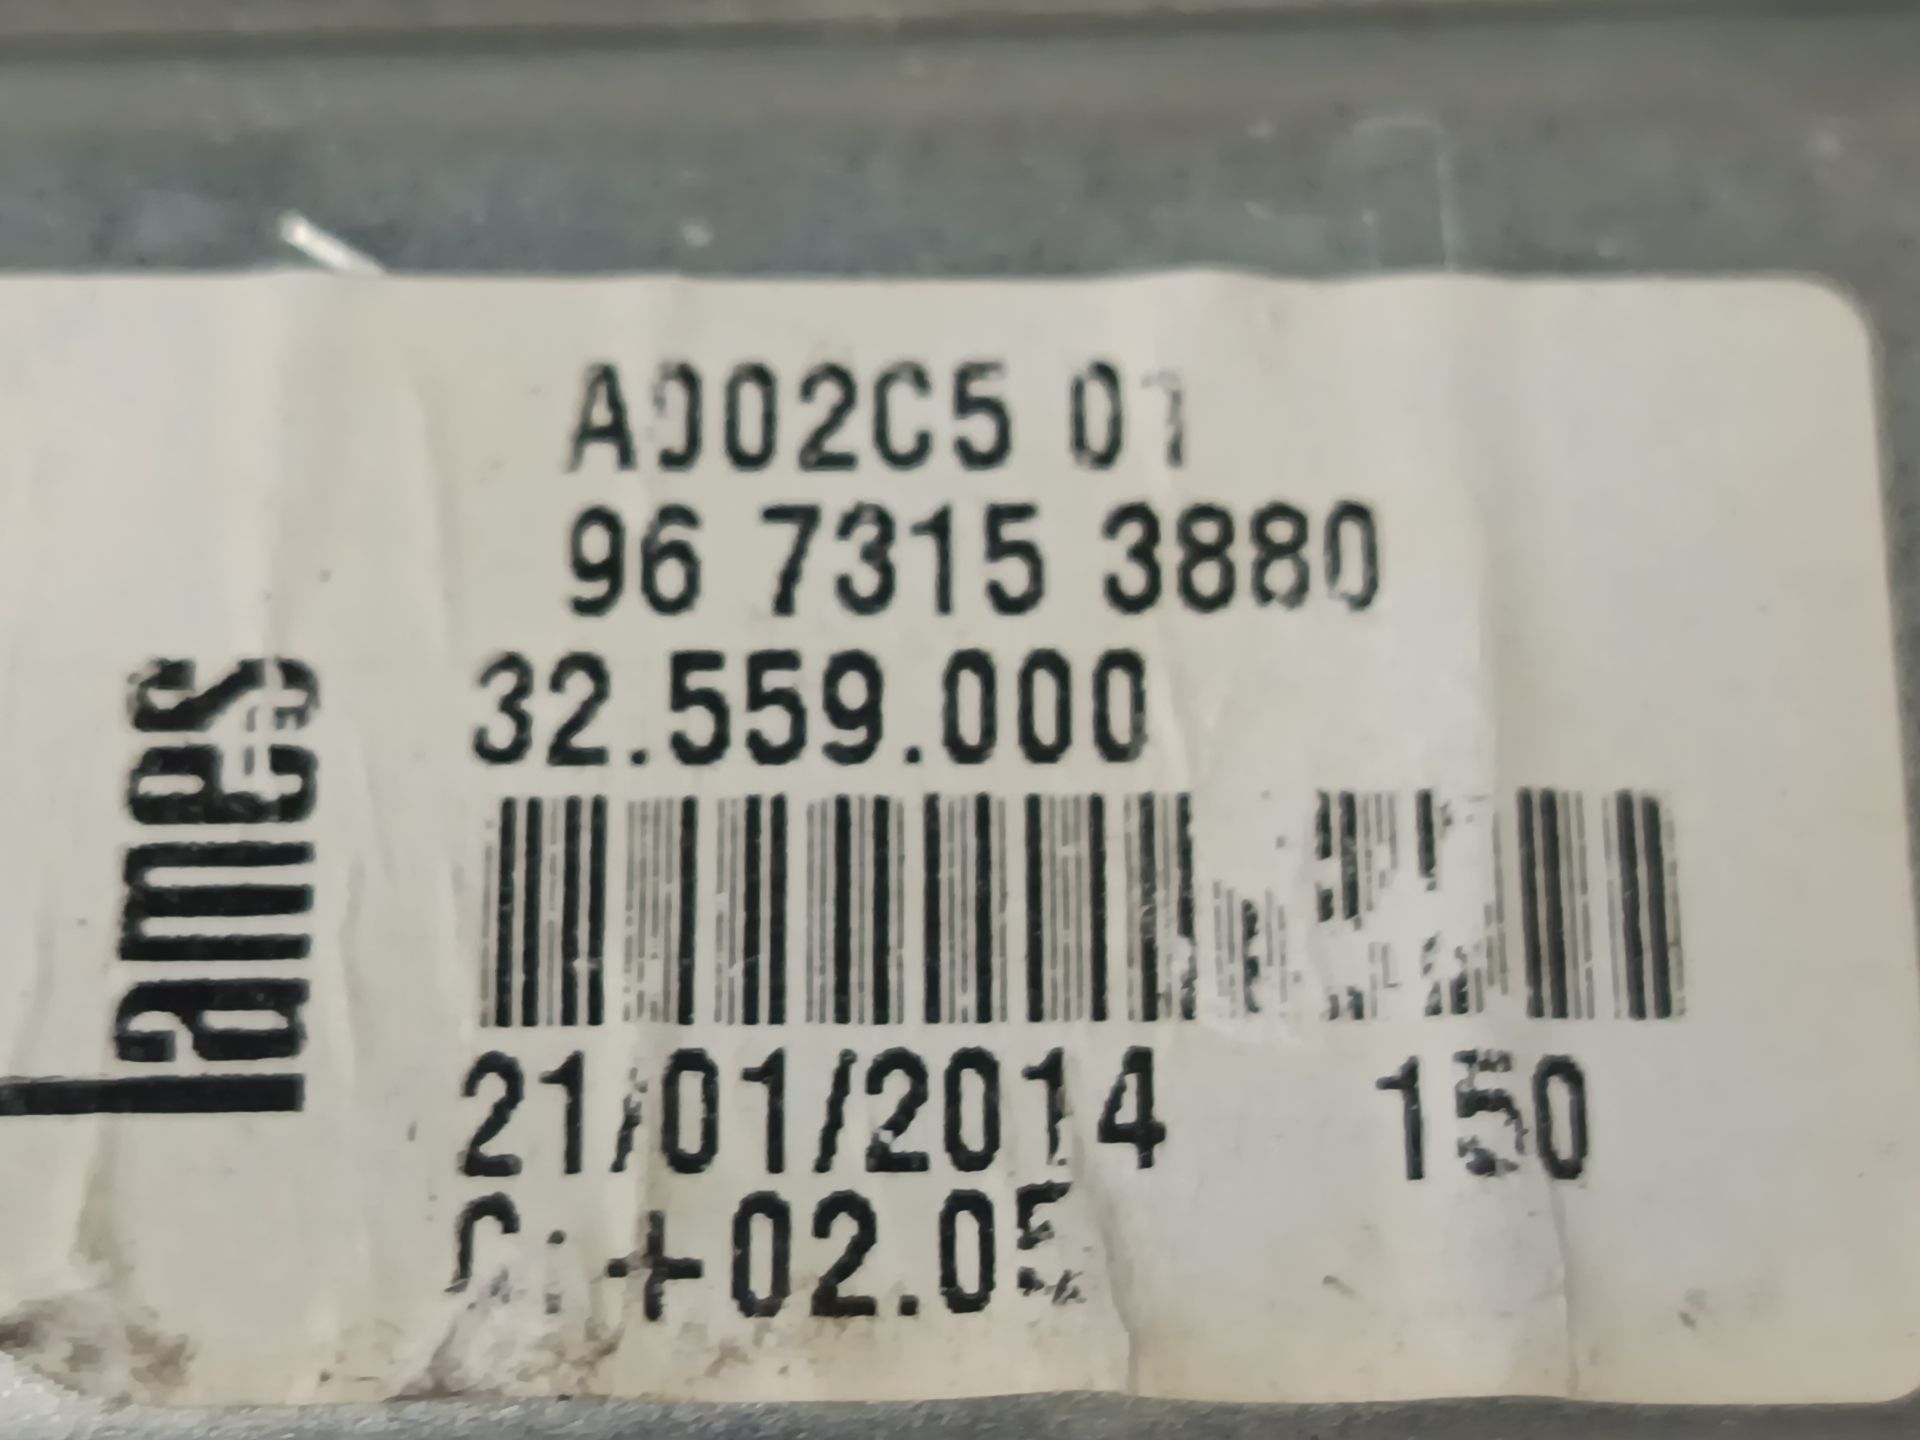 A002C5 01
96 7315 3880
32.559.000
21/01/2014 150
C:+02.05
lames